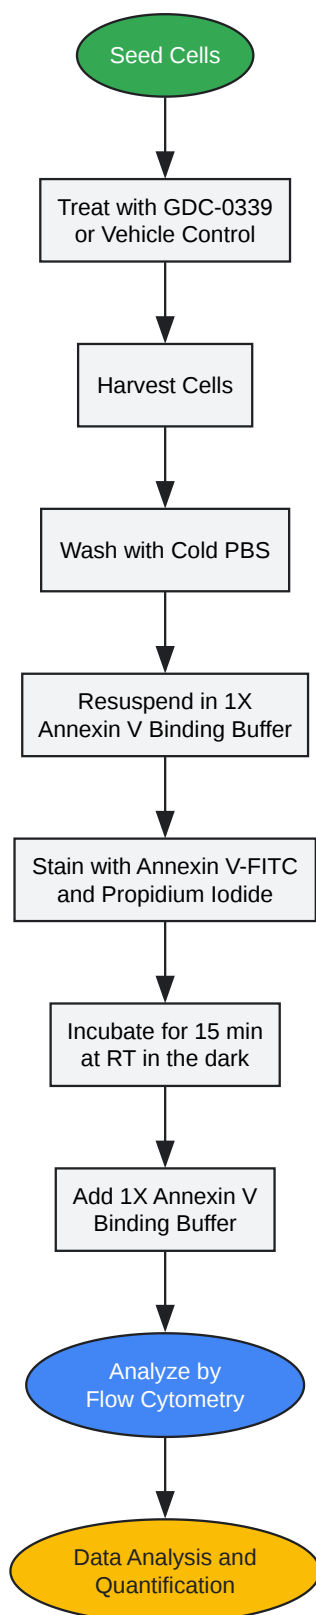 Seed Cells
Treat with GDC-0339
or Vehicle Control
Harvest Cells
Wash with Cold PBS
Resuspend in 1X
Annexin V Binding Buffer
Stain with Annexin V-FITC
and Propidium Iodide
Incubate for 15 min
at RT in the dark
Add 1X Annexin V
Binding Buffer
Analyze by
Flow Cytometry
Data Analysis and
Quantification